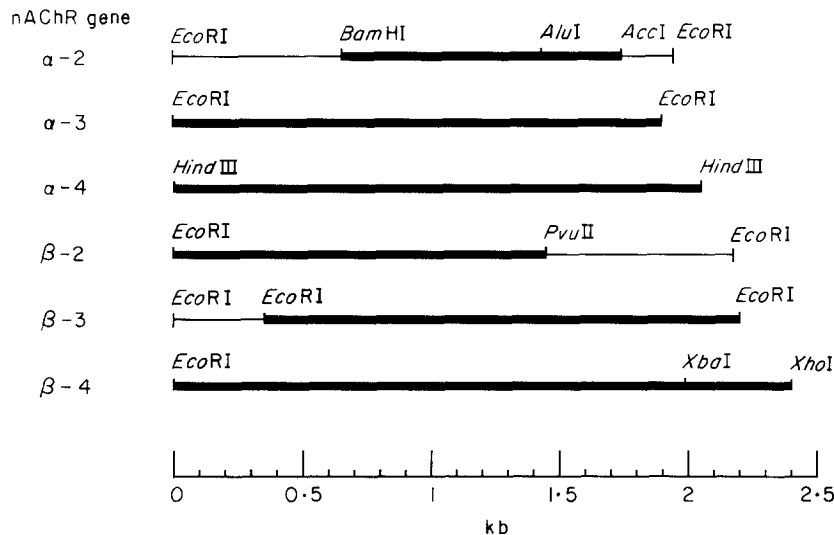 nAChR gene
EcoRI BamHI AluI AccI EcoRI
α-2
EcoRI EcoRI
α-3
HindIII HindIII
α-4
EcoRI PvuII EcoRI
β-2
EcoRI EcoRI EcoRI
β-3
EcoRI XbaI XhoI
β-4
0 0.5 1 1.5 2 2.5
kb